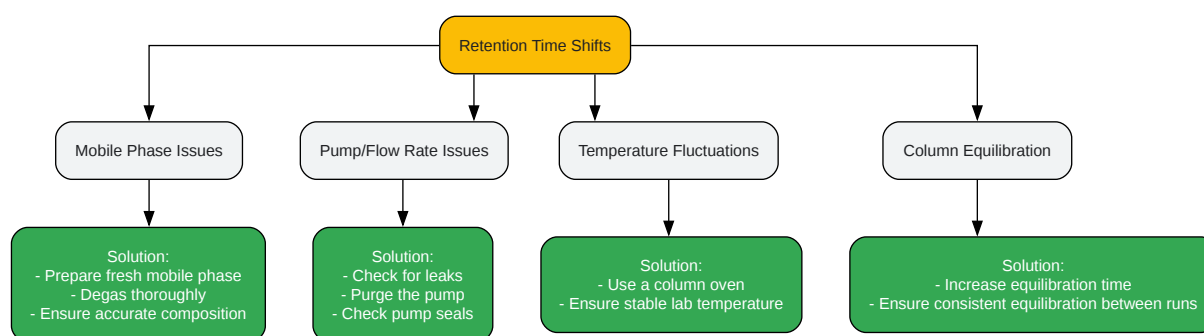 Retention Time Shifts
Mobile Phase Issues
Pump/Flow Rate Issues
Temperature Fluctuations
Column Equilibration
Solution:
- Prepare fresh mobile phase
- Degas thoroughly
- Ensure accurate composition
Solution:
- Check for leaks
- Purge the pump
- Check pump seals
Solution:
- Use a column oven
- Ensure stable lab temperature
Solution:
- Increase equilibration time
- Ensure consistent equilibration between runs